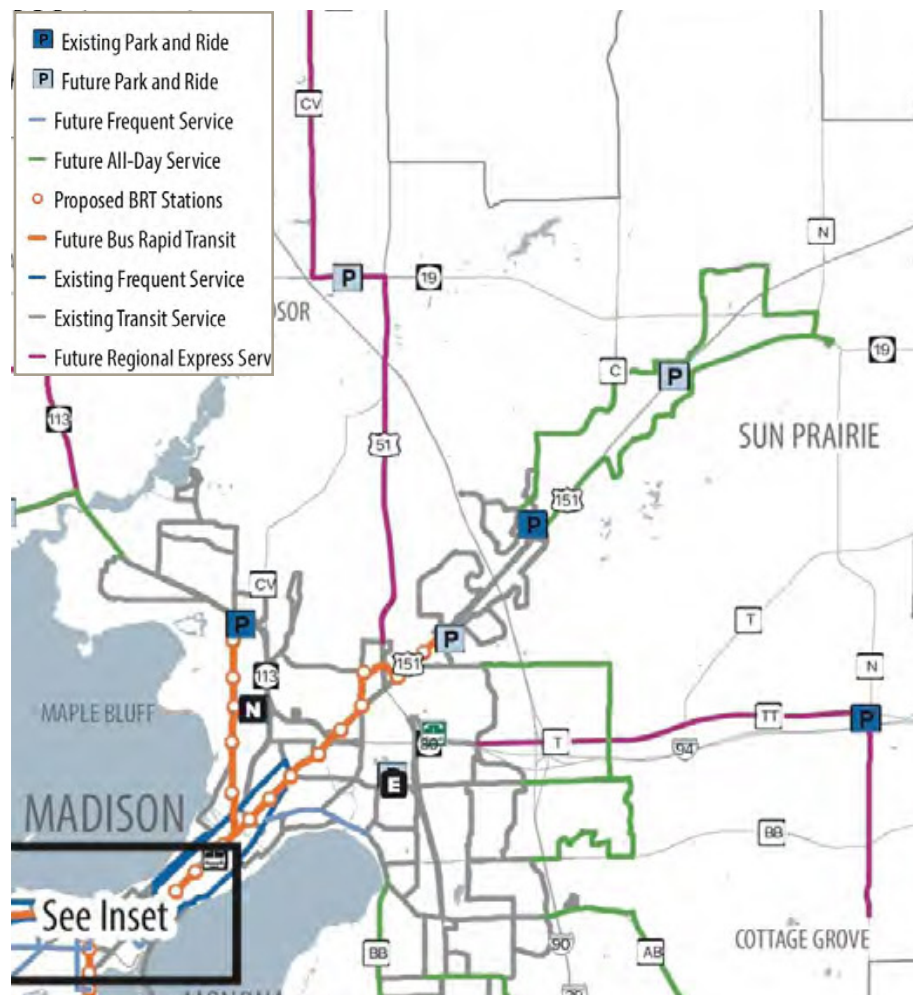 P Existing Park and Ride
P Future Park and Ride
Future Frequent Service
Future All-Day Service
Proposed BRT Stations
Future Bus Rapid Transit
Existing Frequent Service
Existing Transit Service
Future Regional Express Serv
CV
N
P
19
DSOR
C
P
19
113
51
SUN PRAIRIE
151
P
CV
T
P
P
151
N
113
MAPLE BLUFF
N
TT
P
T
94
E
MADISON
BB
See Inset
COTTAGE GROVE
90
BB
AB